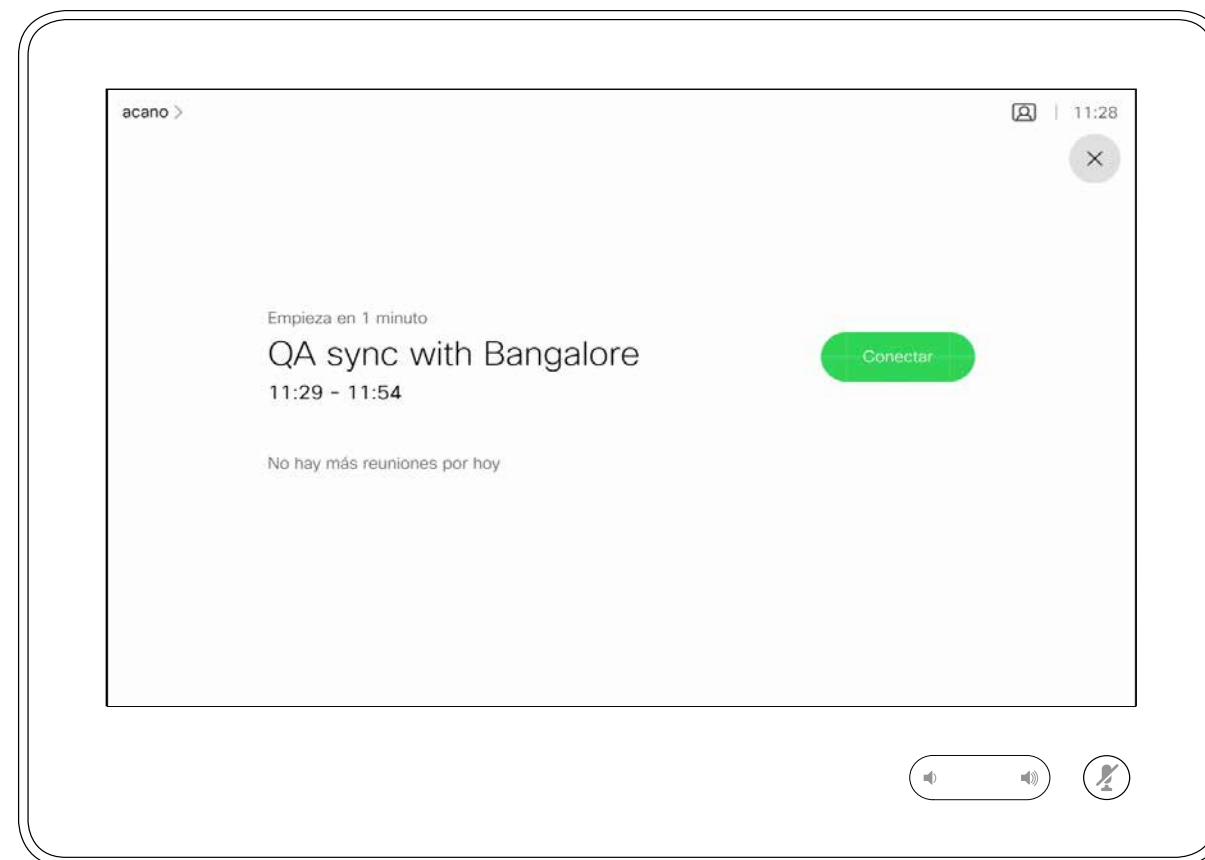 acano
11:28
Empieza en 1 minuto
QA sync with Bangalore
Conectar
11:29 - 11:54
No hay más reuniones por hoy